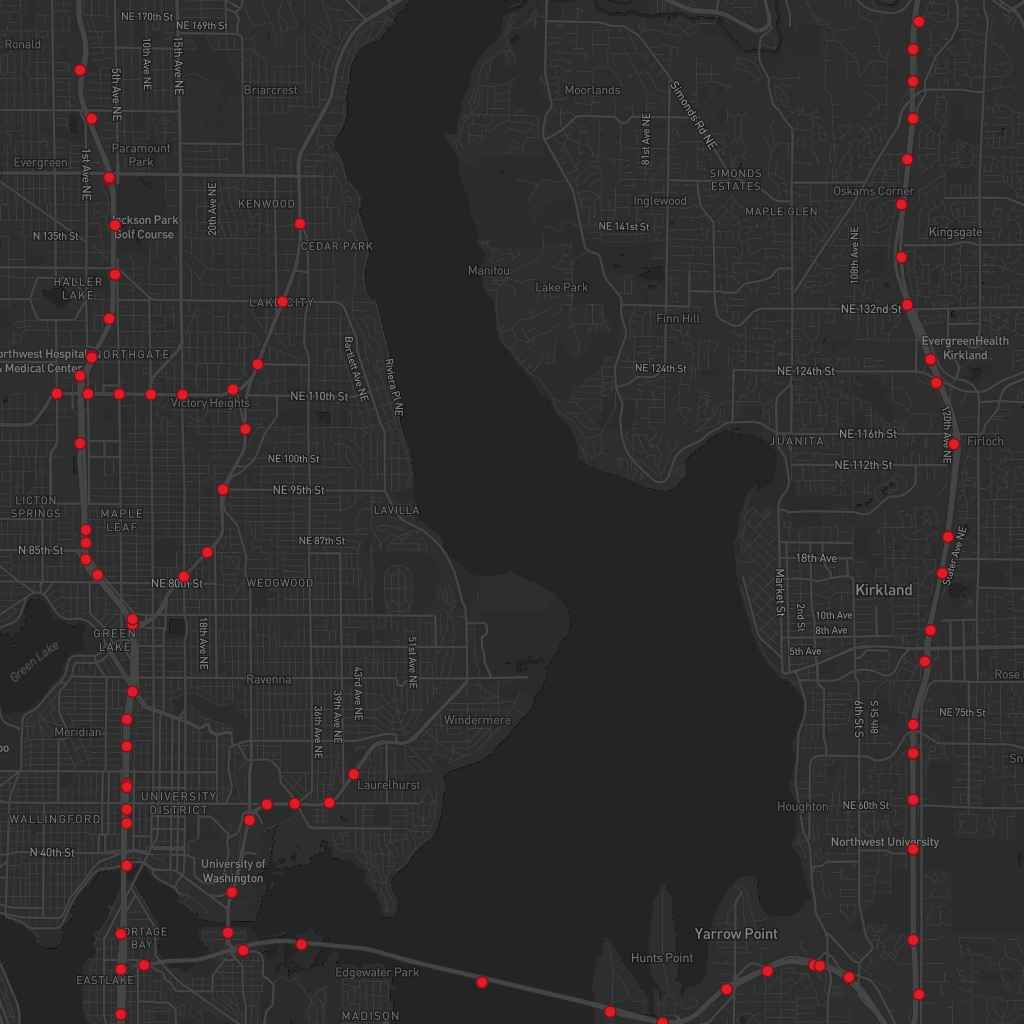 NE 170th St
NE 169th St
Ronald
10th Ave NE
15th Ave NE
5th Ave NE
Briarcrest
Moorlands
Simonds Rd NE
81st Ave NE
Evergreen
Paramount
Park
1st Ave NE
20th Ave NE
KENWOOD
SIMONDS
ESTATES
Oskams Corner
Inglewood
MAPLE GLEN
Jackson Park
Golf Course
N 135th St
CEDAR PARK
NE 141st St
108th Ave NE
Kingsgate
Manitou
Lake Park
HALLER
LAKE
LAKE CITY
NE 132nd St
Finn Hill
EvergreenHealth
Kirkland
orthwest Hospital
& Medical Center
NORTHGATE
Bartlett Ave NE
Riviera Pl NE
NE 124th St
NE 124th St
Victory Heights
NE 110th St
120th Ave NE
NE 116th St
JUANITA
Firloch
NE 100th St
NE 112th St
NE 95th St
LICTON
SPRINGS
MAPLE
LEAF
LAVILLA
N 85th St
NE 87th St
Slater Ave NE
18th Ave
NE 80th St
WEDGWOOD
Market St
Kirkland
2nd St
10th Ave
8th Ave
GREEN
LAKE
Green Lake
18th Ave NE
51st Ave NE
5th Ave
Ravenna
43rd Ave NE
Rose
39th Ave NE
36th Ave NE
6th St S
8th St S
NE 75th St
Windermere
Meridian
Laurelhurst
UNIVERSITY
DISTRICT
WALLINGFORD
Houghton
NE 60th St
N 40th St
Northwest University
University of
Washington
ORTAGE
BAY
Yarrow Point
Hunts Point
EASTLAKE
Edgewater Park
MADISON